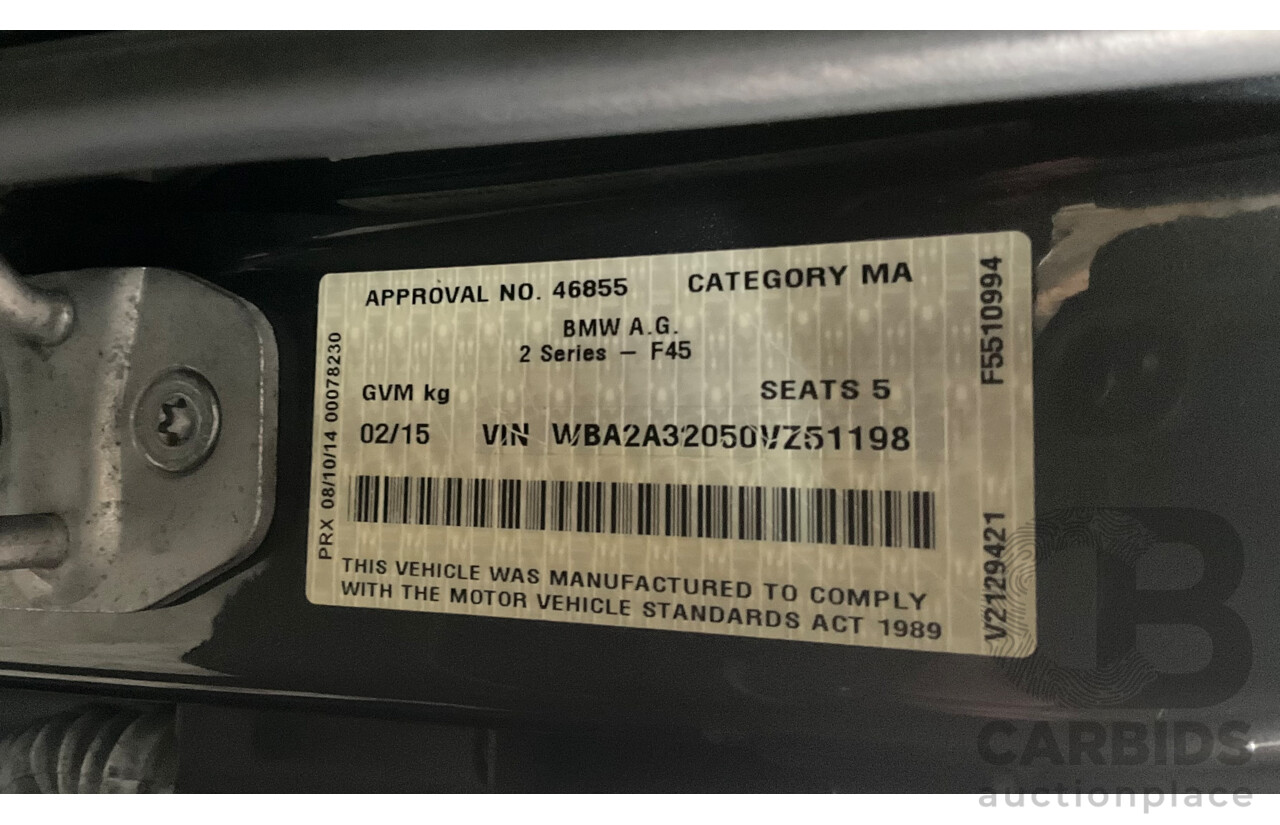 APPROVAL NO. 46855 CATEGORY MA
BMW A.G.
2 Series – F45
GVM kg SEATS 5
02/15 VIN WBA2A32050VZ51198
THIS VEHICLE WAS MANUFACTURED TO COMPLY
WITH THE MOTOR VEHICLE STANDARDS ACT 1989
PRX 08/10/14 00078230
F5510994
V2129421
CB
CARBIDS
auctionplace